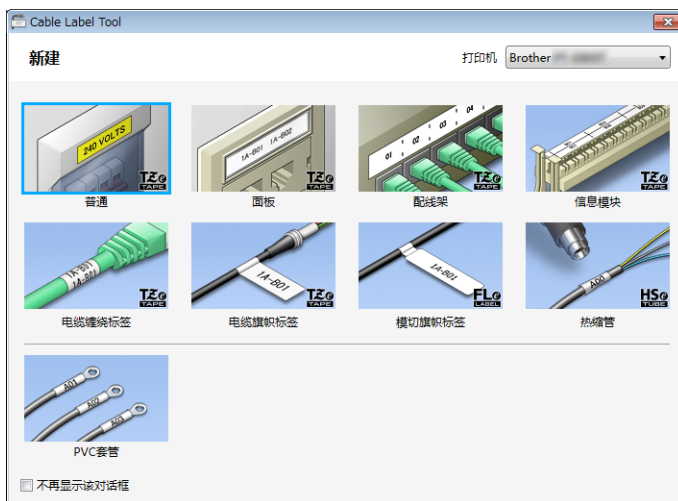 Cable Label Tool
新建
打印机 Brother
240 VOLTS
TZe TAPE
1A-B01 1A-B02
TZe TAPE
01 02 03 04
TZe TAPE
TZe TAPE
普通 面板 配线架 信息模块
1A-B01
1A-B01
TZe TAPE
1A-B01
TZe TAPE
1A-B01
FLe LABEL
A00
HSe TUBE
电缆缠绕标签 电缆旗帜标签 模切旗帜标签 热缩管
A01
A02
A03
PVC套管
不再显示该对话框